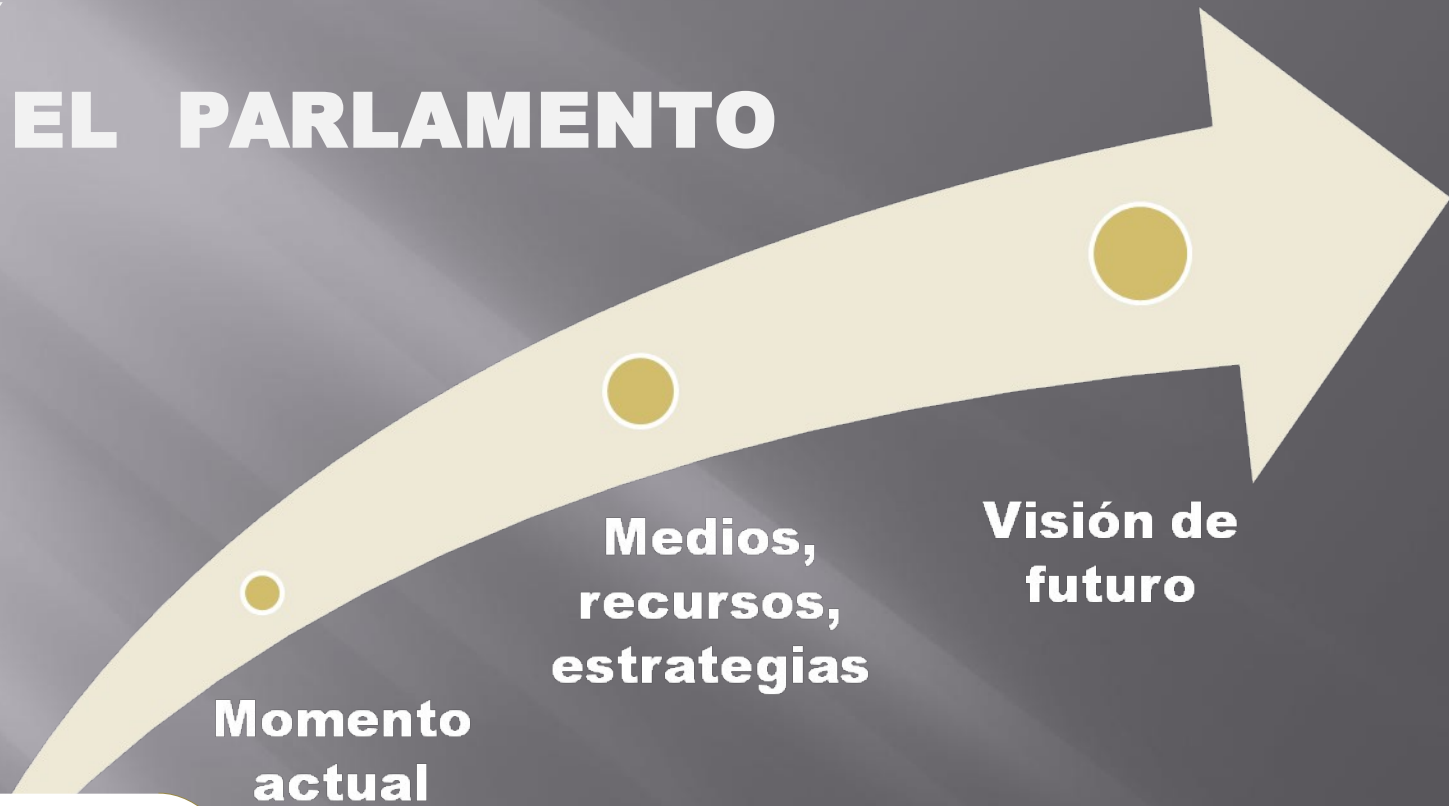 EL PARLAMENTO
Momento
actual
Medios,
recursos,
estrategias
Visión de
futuro